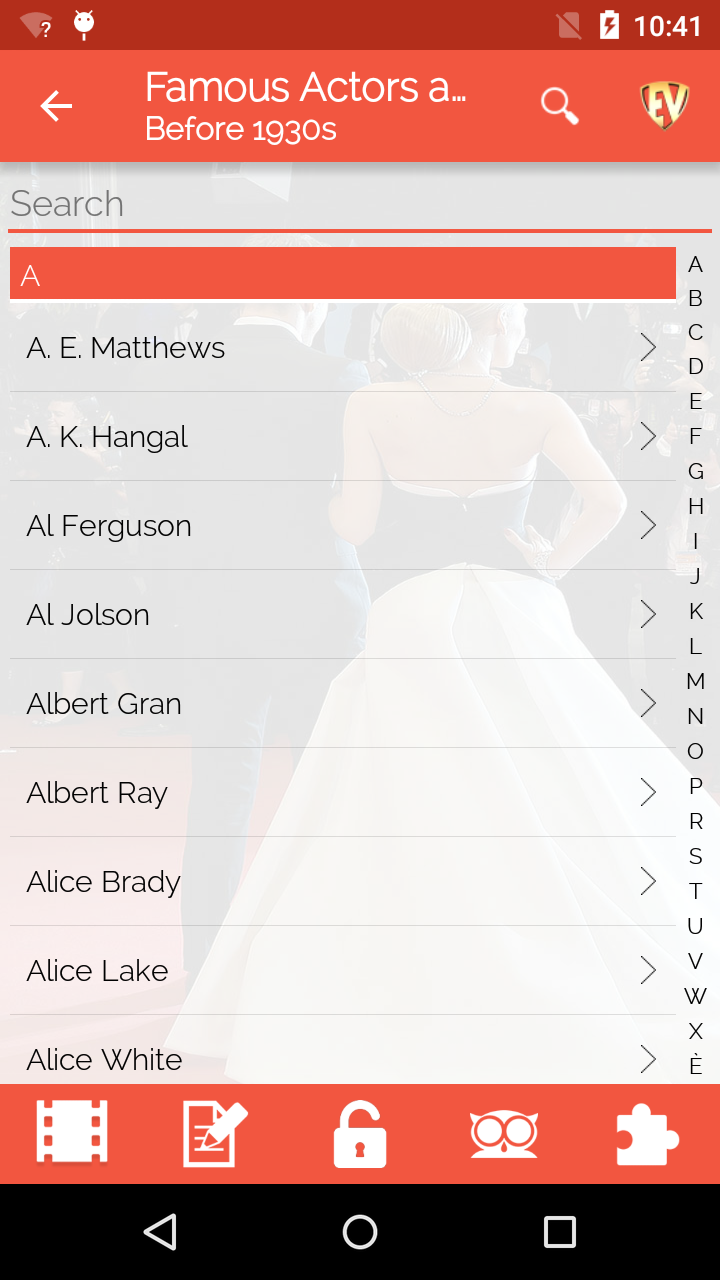 10:41
Famous Actors a...
Before 1930s
EV
Search
A
A. E. Matthews
A. K. Hangal
Al Ferguson
Al Jolson
Albert Gran
Albert Ray
Alice Brady
Alice Lake
Alice White
A
B
C
D
E
F
G
H
I
J
K
L
M
N
O
P
R
S
T
U
V
W
X
È